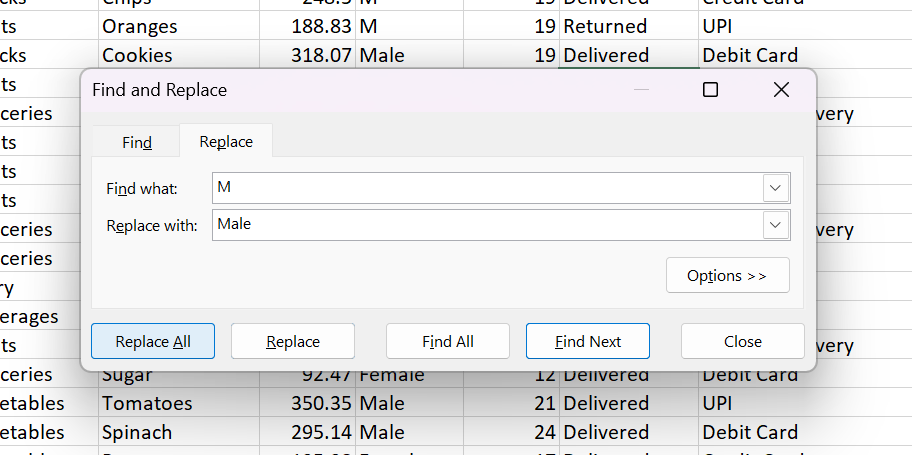 cks Chips 248.5 M 19 Delivered Credit Card
Oranges 188.83 M 19 Returned UPI
cks Cookies 318.07 Male 19 Delivered Debit Card
ts
Find and Replace
ceries very
ts Find Replace
ts
Find what: M
ts
Replace with: Male
ceries very
ceries
Options >>
ry
erages
ts Replace All Replace Find All Find Next Close very
ceries Sugar 92.47 Female 12 Delivered Debit Card
etables Tomatoes 350.35 Male 21 Delivered UPI
etables Spinach 295.14 Male 24 Delivered Debit Card